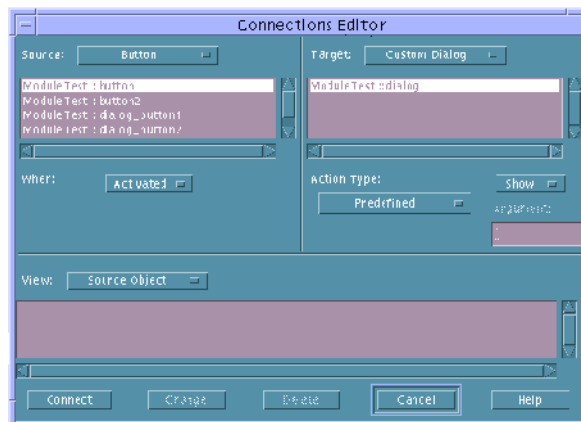 Connections Editor
Source: Button
Target: Custom Dialog
ModuleTest::button
ModuleTest::button2
ModuleTest::dialog_button1
ModuleTest::dialog_button2
ModuleTest::dialog
When: Activated
Action Type: Show
Predefined
Argument:
View: Source Object
Connect Change Delete Cancel Help